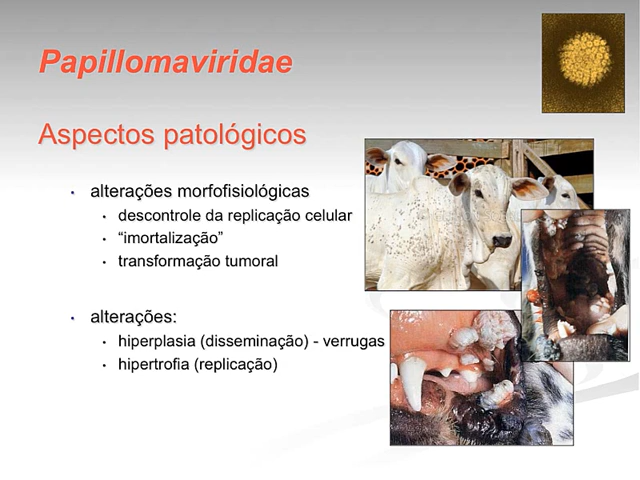 Papillomaviridae
Aspectos patológicos
• alterações morfofisiológicas
• descontrole da replicação celular
• “imortalização”
• transformação tumoral
• alterações:
• hiperplasia (disseminação) - verrugas
• hipertrofia (replicação)